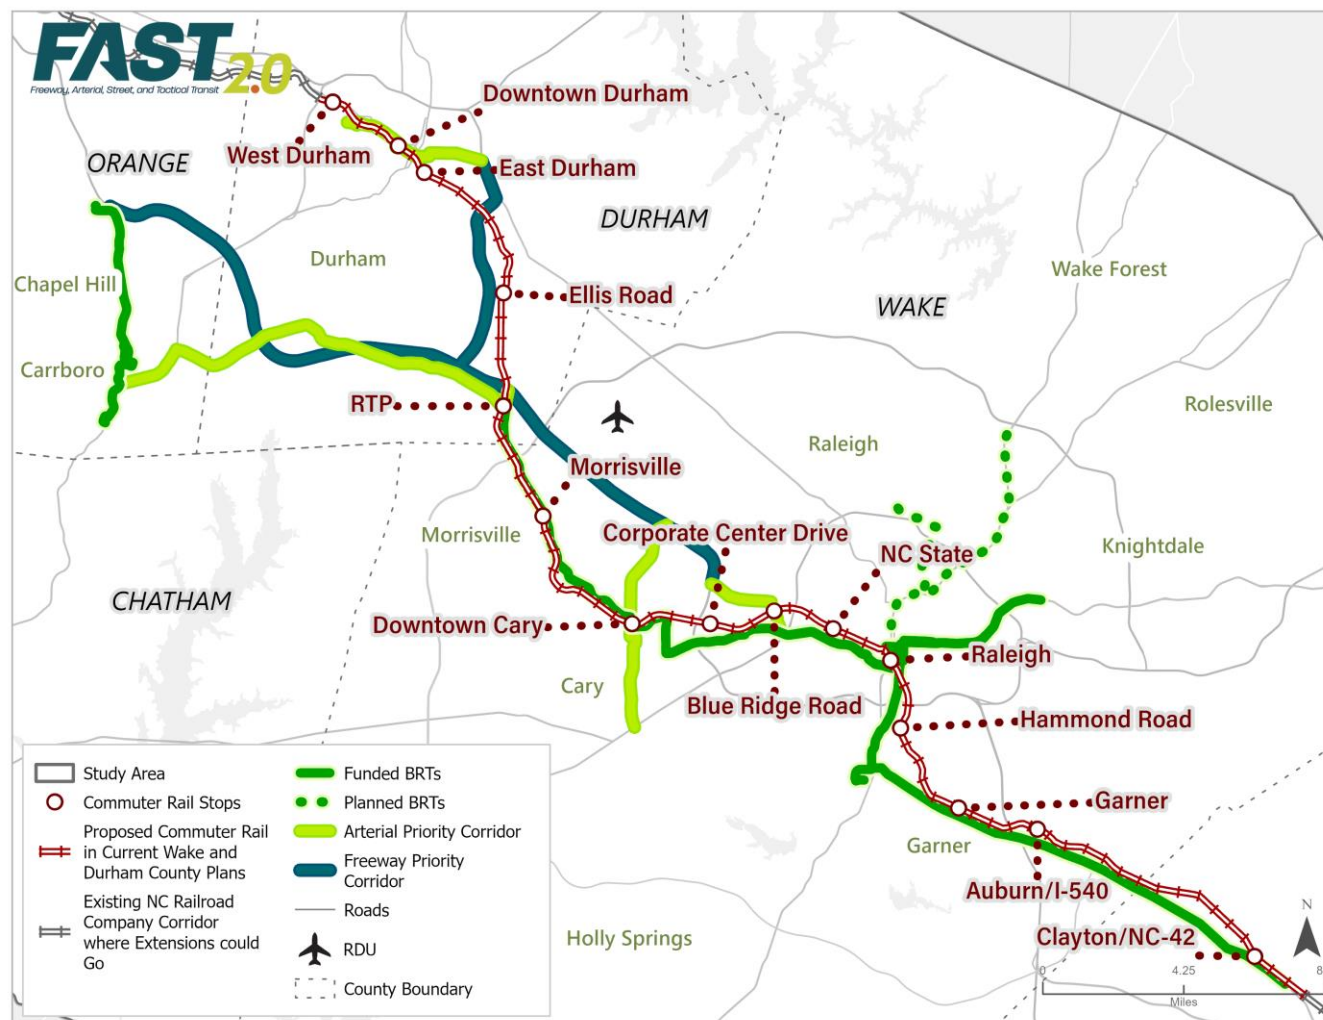 FAST 2.0
Freeway, Arterial, Street, and Tactical Transit
Downtown Durham
West Durham
ORANGE
East Durham
DURHAM
Durham
Wake Forest
Chapel Hill
Ellis Road
WAKE
Carrboro
RTP
Rolesville
Raleigh
Morrisville
Morrisville
Corporate Center Drive
NC State
Knightdale
CHATHAM
Downtown Cary
Raleigh
Cary
Blue Ridge Road
Hammond Road
Garner
Garner
Auburn/I-540
Clayton/NC-42
Holly Springs
Study Area
Commuter Rail Stops
Proposed Commuter Rail
in Current Wake and
Durham County Plans
Existing NC Railroad
Company Corridor
where Extensions could
Go
Funded BRTs
Planned BRTs
Arterial Priority Corridor
Freeway Priority
Corridor
Roads
RDU
County Boundary
N
0 4.25 8
Miles